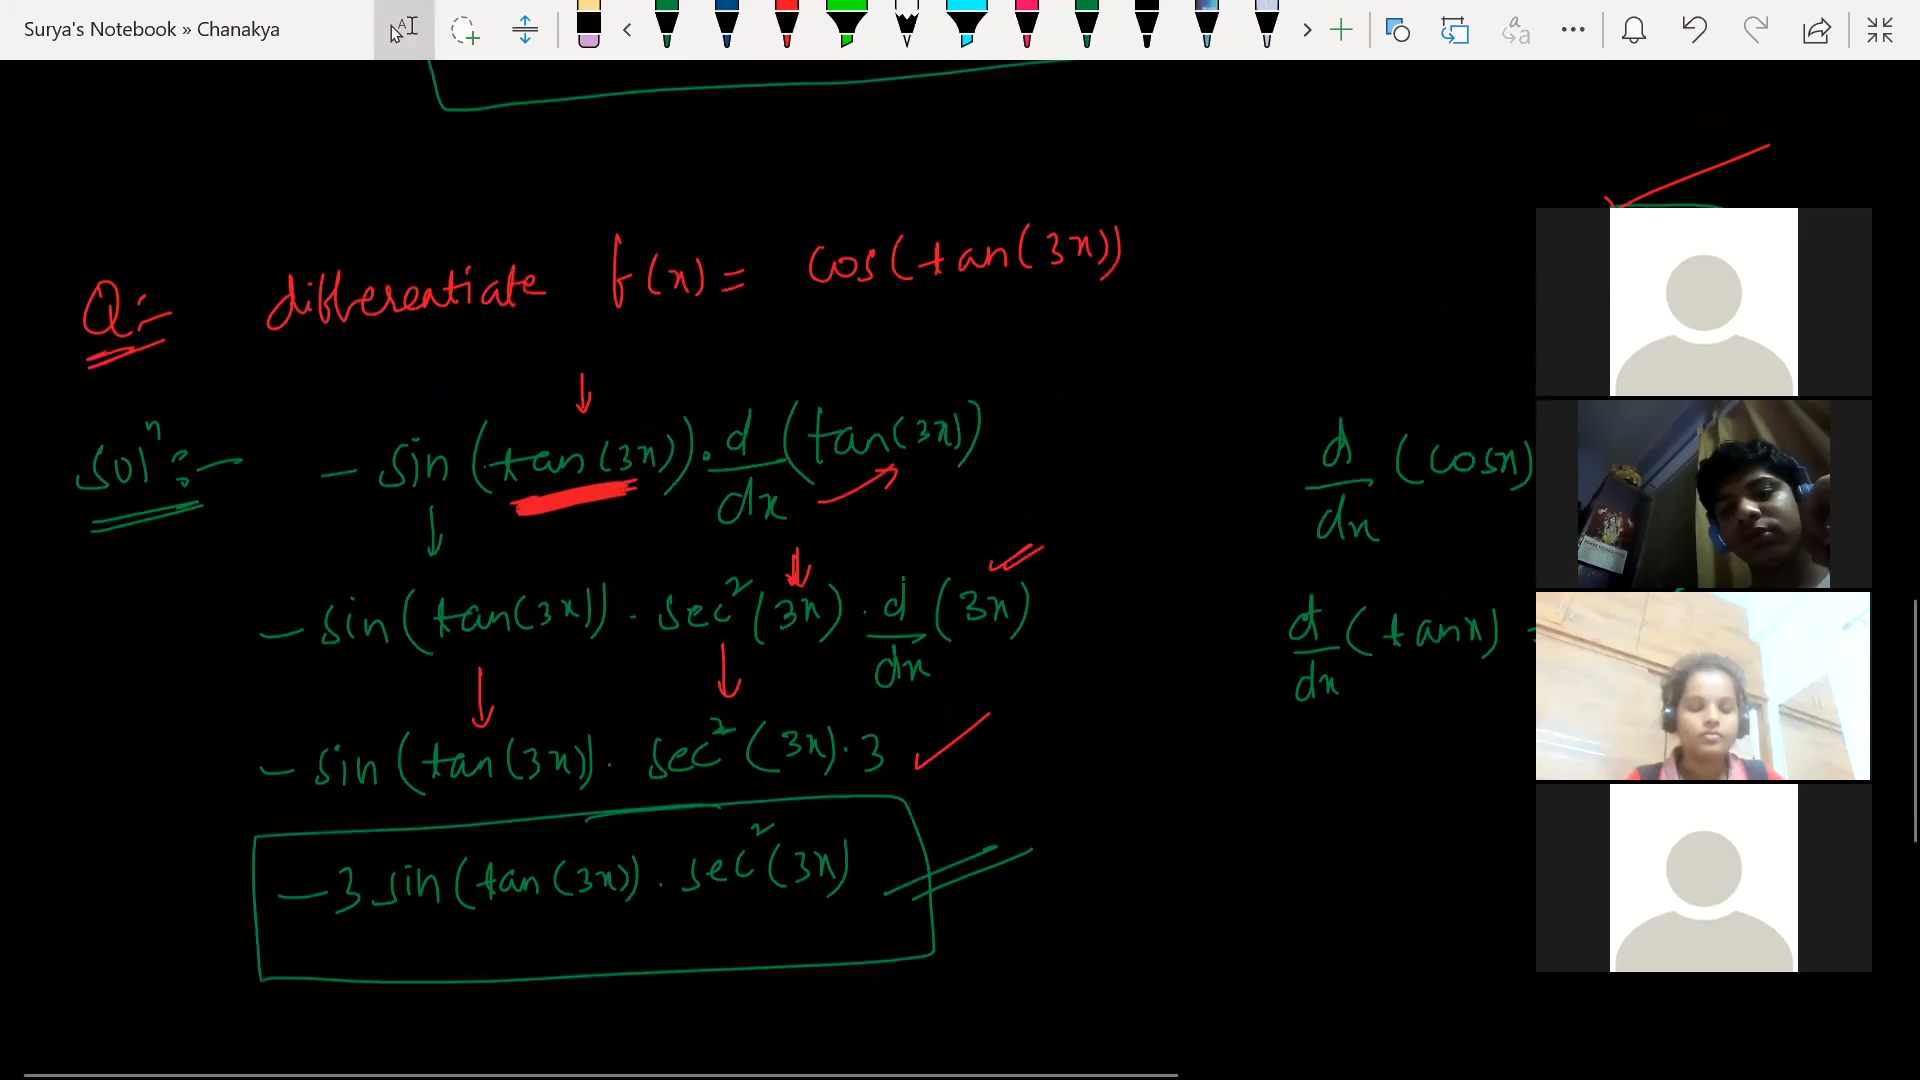 Surya's Notebook » Chanakya
Q:- differentiate f(x) = cos(tan(3x))
Solⁿ:- - sin (tan(3x)) . d/dx (tan(3x))
- sin (tan(3x)) . sec² (3x) . d/dx (3x)
- sin (tan(3x)) . sec² (3x) . 3
- 3 sin (tan(3x)) . sec² (3x)
d/dx (cosx)
d/dx (tanx) =